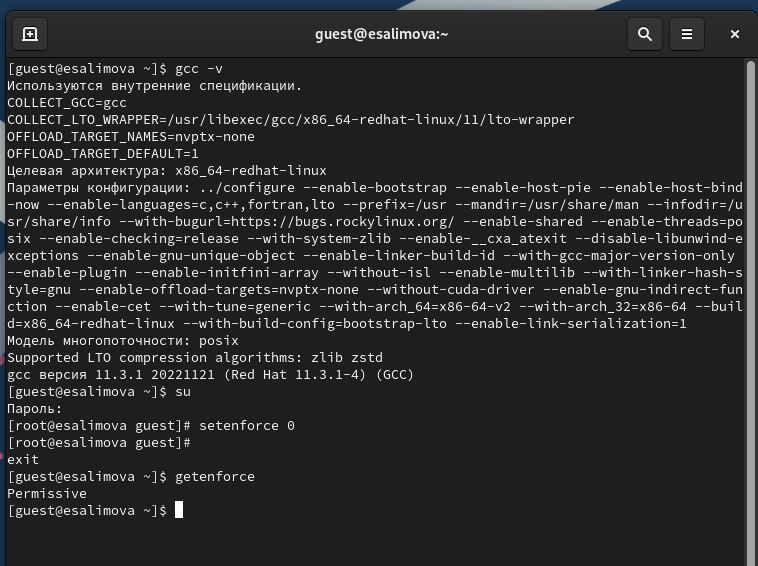 guest@esalimova:~
[guest@esalimova ~]$ gcc -v
Используются внутренние спецификации.
COLLECT_GCC=gcc
COLLECT_LTO_WRAPPER=/usr/libexec/gcc/x86_64-redhat-linux/11/lto-wrapper
OFFLOAD_TARGET_NAMES=nvptx-none
OFFLOAD_TARGET_DEFAULT=1
Целевая архитектура: x86_64-redhat-linux
Параметры конфигурации: ../configure --enable-bootstrap --enable-host-pie --enable-host-bind
-now --enable-languages=c,c++,fortran,lto --prefix=/usr --mandir=/usr/share/man --infodir=/u
sr/share/info --with-bugurl=https://bugs.rockylinux.org/ --enable-shared --enable-threads=po
six --enable-checking=release --with-system-zlib --enable-__cxa_atexit --disable-libunwind-e
xceptions --enable-gnu-unique-object --enable-linker-build-id --with-gcc-major-version-only
--enable-plugin --enable-initfini-array --without-isl --enable-multilib --with-linker-hash-s
tyle=gnu --enable-offload-targets=nvptx-none --without-cuda-driver --enable-gnu-indirect-fun
ction --enable-cet --with-tune=generic --with-arch_64=x86-64-v2 --with-arch_32=x86-64 --buil
d=x86_64-redhat-linux --with-build-config=bootstrap-lto --enable-link-serialization=1
Модель многопоточности: posix
Supported LTO compression algorithms: zlib zstd
gcc версия 11.3.1 20221121 (Red Hat 11.3.1-4) (GCC)
[guest@esalimova ~]$ su
Пароль:
[root@esalimova guest]# setenforce 0
[root@esalimova guest]#
exit
[guest@esalimova ~]$ getenforce
Permissive
[guest@esalimova ~]$